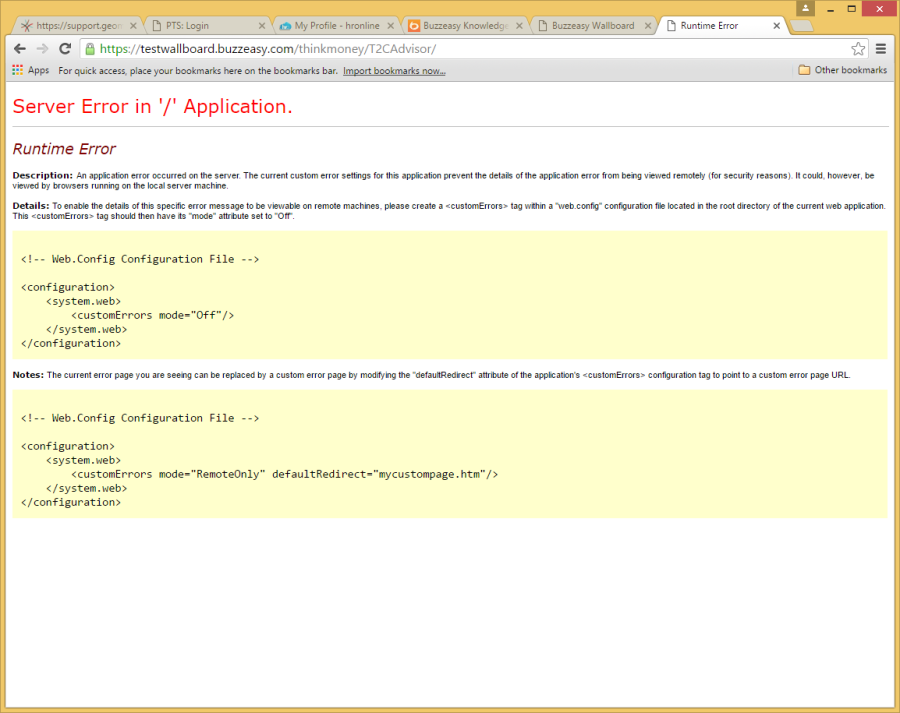 https://support.geom
PTS: Login
My Profile - hronline
Buzzeasy Knowledge
Buzzeasy Wallboard
Runtime Error
https://testwallboard.buzzeasy.com/thinkmoney/T2CAdvisor/
Apps For quick access, place your bookmarks here on the bookmarks bar. Import bookmarks now... Other bookmarks
Server Error in '/' Application.
Runtime Error
Description: An application error occurred on the server. The current custom error settings for this application prevent the details of the application error from being viewed remotely (for security reasons). It could, however, be
viewed by browsers running on the local server machine.
Details: To enable the details of this specific error message to be viewable on remote machines, please create a <customErrors> tag within a "web.config" configuration file located in the root directory of the current web application.
This <customErrors> tag should then have its "mode" attribute set to "Off".
<!-- Web.Config Configuration File -->
<configuration>
    <system.web>
        <customErrors mode="Off"/>
    </system.web>
</configuration>
Notes: The current error page you are seeing can be replaced by a custom error page by modifying the "defaultRedirect" attribute of the application's <customErrors> configuration tag to point to a custom error page URL.
<!-- Web.Config Configuration File -->
<configuration>
    <system.web>
        <customErrors mode="RemoteOnly" defaultRedirect="mycustompage.htm"/>
    </system.web>
</configuration>